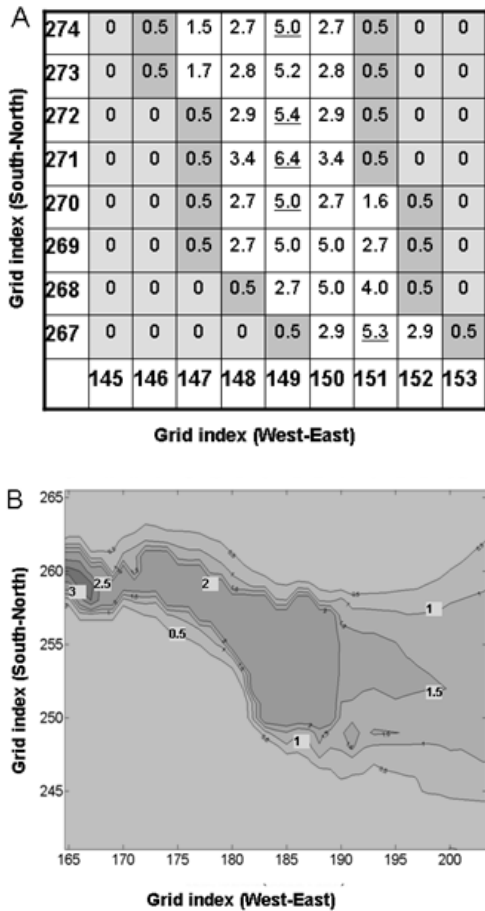 A
274 0 0.5 1.5 2.7 5.0 2.7 0.5 0 0
273 0 0.5 1.7 2.8 5.2 2.8 0.5 0 0
272 0 0 0.5 2.9 5.4 2.9 0.5 0 0
271 0 0 0.5 3.4 6.4 3.4 0.5 0 0
270 0 0 0.5 2.7 5.0 2.7 1.6 0.5 0
269 0 0 0.5 2.7 5.0 5.0 2.7 0.5 0
268 0 0 0 0.5 2.7 5.0 4.0 0.5 0
267 0 0 0 0 0.5 2.9 5.3 2.9 0.5
145 146 147 148 149 150 151 152 153
Grid index (South-North)
Grid index (West-East)
B
265
260
255
250
245
Grid index (South-North)
3
2.5
2
0.5
1
1.5
1
165 170 175 180 185 190 195 200
Grid index (West-East)